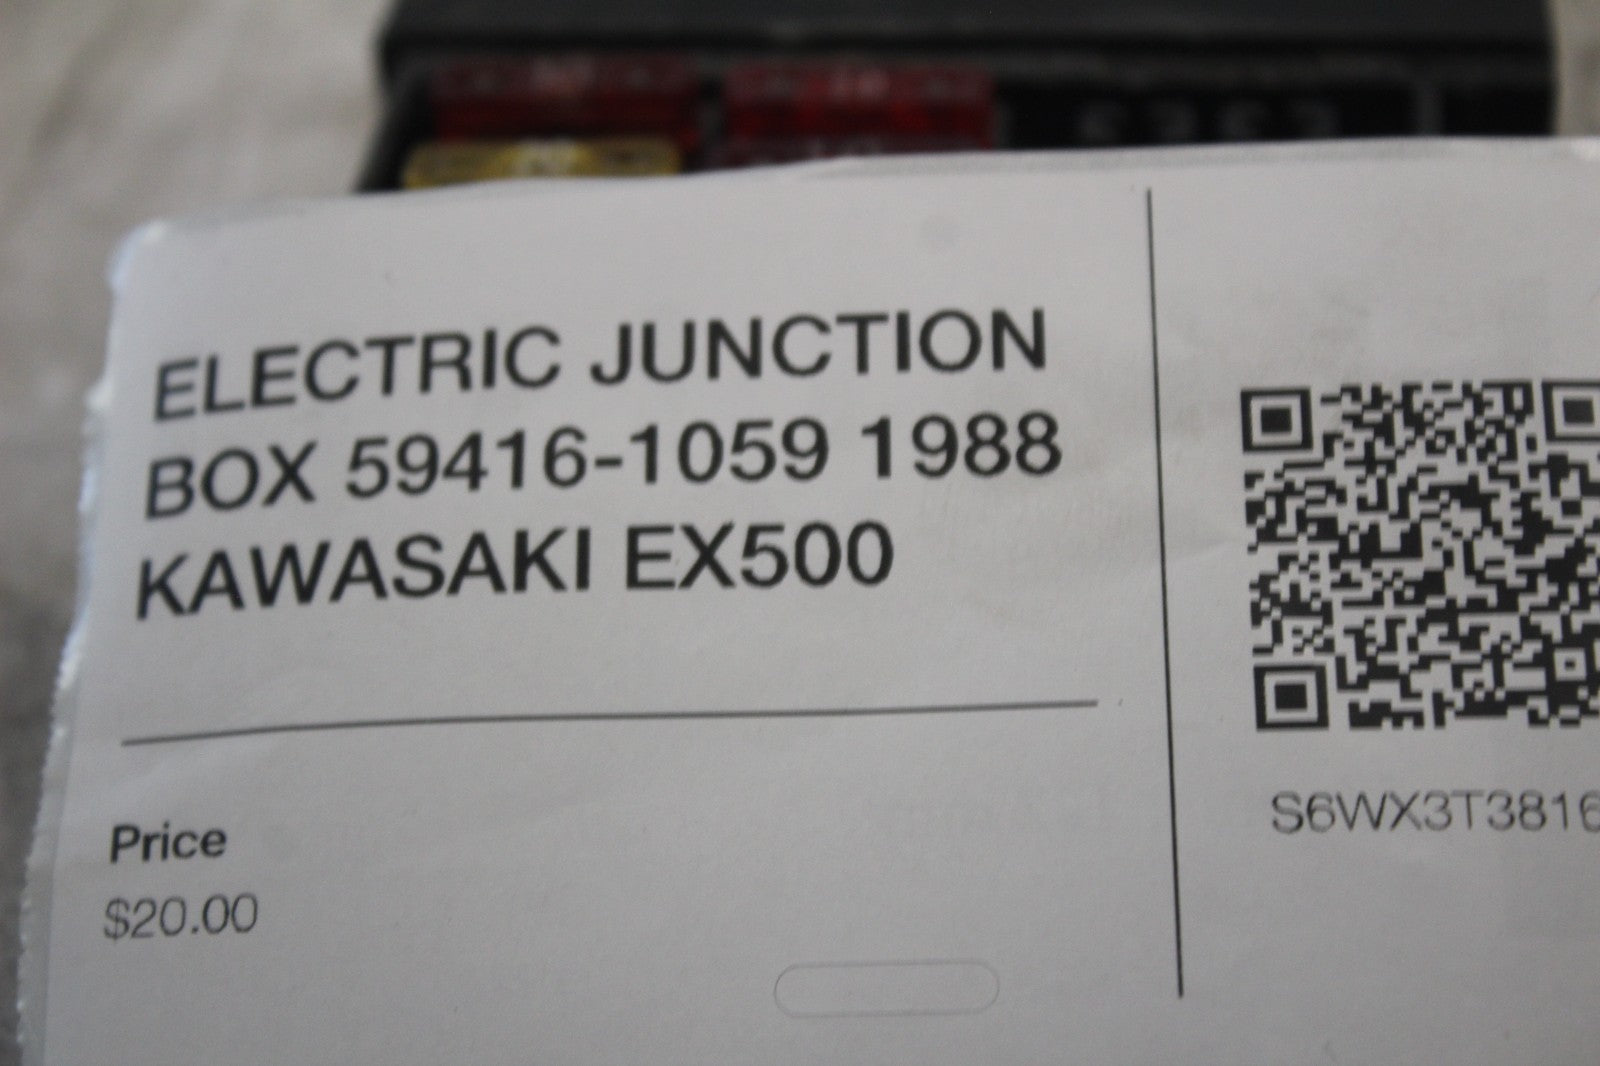 ELECTRIC JUNCTION
BOX 59416-1059 1988
KAWASAKI EX500
Price
$20.00
S6WX3T3816